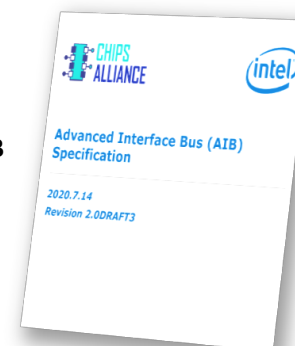 CHIPS
ALLIANCE
intel
Advanced Interface Bus (AIB)
Specification
2020.7.14
Revision 2.0DRAFT3